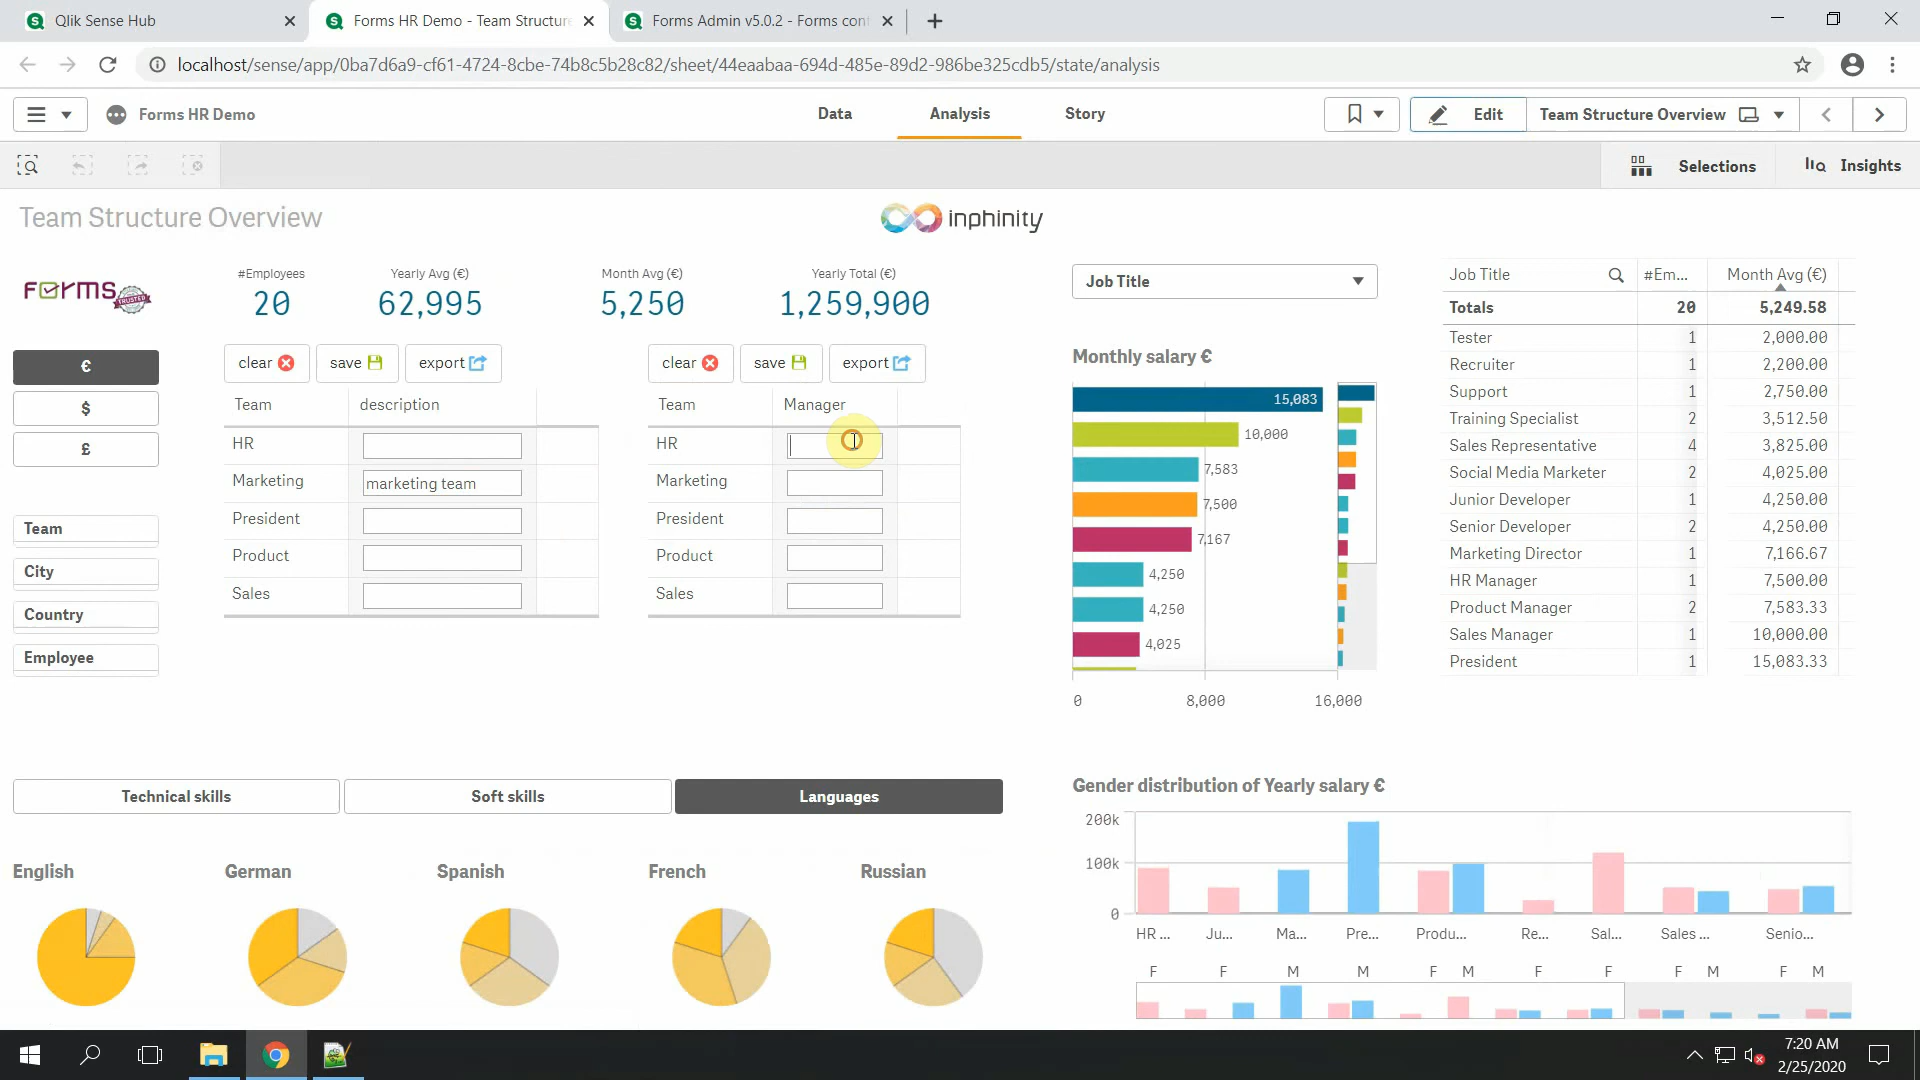 Qlik Sense Hub
Forms HR Demo - Team Structure
Forms Admin v5.0.2 - Forms cont
localhost/sense/app/0ba7d6a9-cf61-4724-8cbe-74b8c5b28c82/sheet/44eaabaa-694d-485e-89d2-986be325cdb5/state/analysis
Forms HR Demo
Data
Analysis
Story
Edit
Team Structure Overview
Selections
Insights
Team Structure Overview
inphinity
FORMS
TRUSTED
#Employees
20
Yearly Avg (€)
62,995
Month Avg (€)
5,250
Yearly Total (€)
1,259,900
€
$
£
Team
City
Country
Employee
clear
save
export
Team description
HR
Marketing marketing team
President
Product
Sales
clear
save
export
Team Manager
HR
Marketing
President
Product
Sales
Job Title
Monthly salary €
15,083
10,000
7,583
7,500
7,167
4,250
4,250
4,025
0 8,000 16,000
Job Title #Em... Month Avg (€)
Totals 20 5,249.58
Tester 1 2,000.00
Recruiter 1 2,200.00
Support 1 2,750.00
Training Specialist 2 3,512.50
Sales Representative 4 3,825.00
Social Media Marketer 2 4,025.00
Junior Developer 1 4,250.00
Senior Developer 2 4,250.00
Marketing Director 1 7,166.67
HR Manager 1 7,500.00
Product Manager 2 7,583.33
Sales Manager 1 10,000.00
President 1 15,083.33
Technical skills
Soft skills
Languages
English
German
Spanish
French
Russian
Gender distribution of Yearly salary €
200k
100k
0
HR ... Ju... Ma... Pre... Produ... Re... Sal... Sales ... Senio...
F F M M F M F F F M F M
7:20 AM
2/25/2020